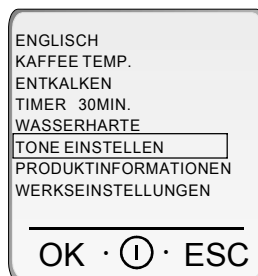 ENGLISCH
KAFFEE TEMP.
ENTKALKEN
TIMER 30MIN.
WASSERHARTE
TONE EINSTELLEN
PRODUKTINFORMATIONEN
WERKSEINSTELLUNGEN
OK · · ESC